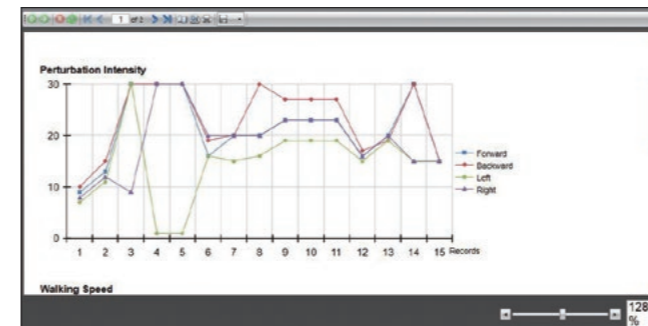 1 of 2
Perturbation Intensity
30
20
10
0
1 2 3 4 5 6 7 8 9 10 11 12 13 14 15 Records
Forward
Backward
Left
Right
Walking Speed
128
%